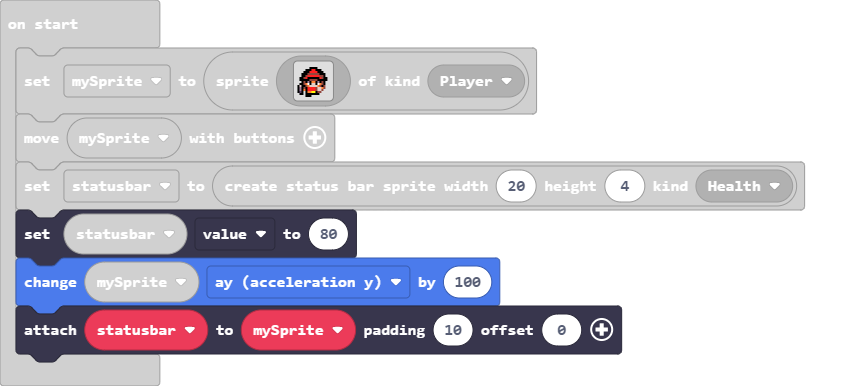 on start
set mySprite to sprite of kind Player
move mySprite with buttons
set statusbar to create status bar sprite width 20 height 4 kind Health
set statusbar value to 80
change mySprite ay (acceleration y) by 100
attach statusbar to mySprite padding 10 offset 0